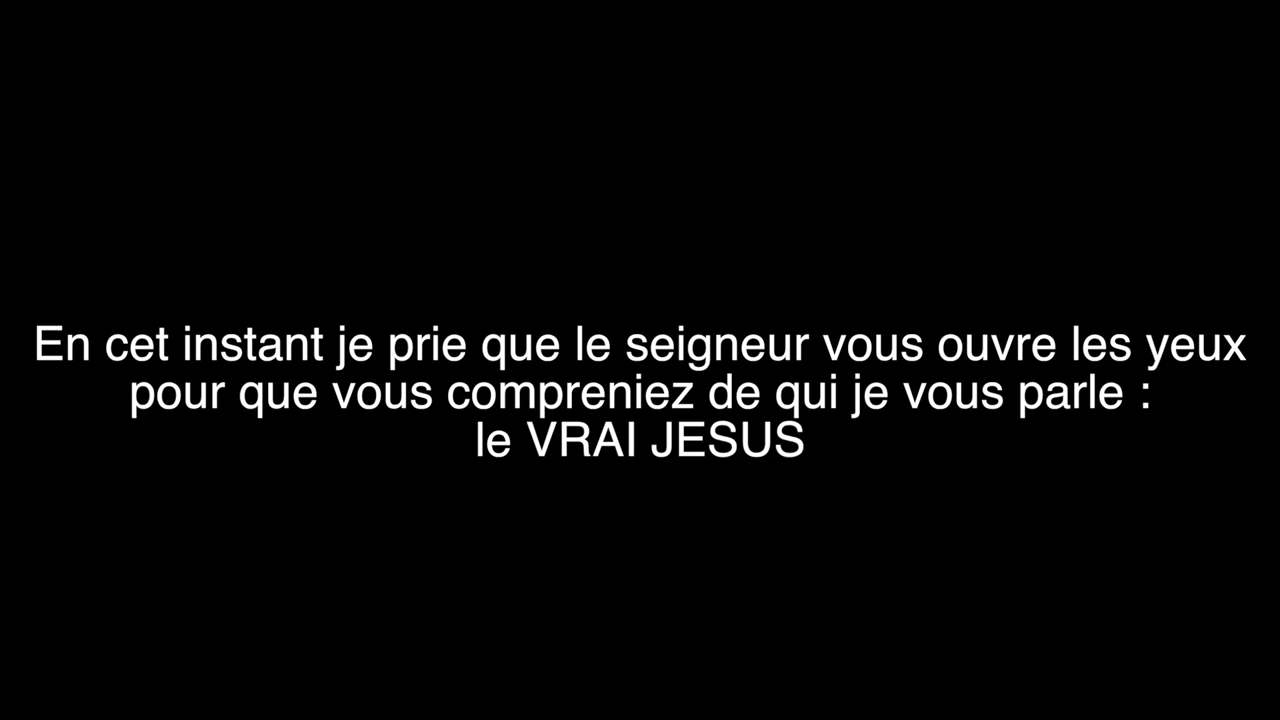 En cet instant je prie que le seigneur vous ouvre les yeux
pour que vous compreniez de qui je vous parle :
le VRAI JESUS